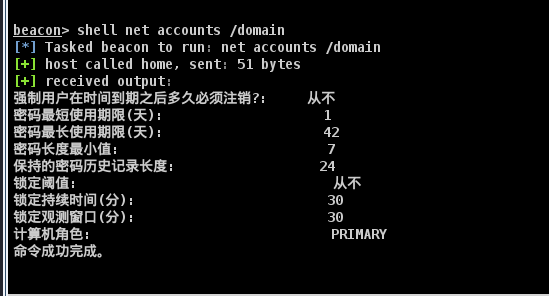 beacon> shell net accounts /domain
[*] Tasked beacon to run: net accounts /domain
[+] host called home, sent: 51 bytes
[+] received output:
强制用户在时间到期之后多久必须注销?: 从不
密码最短使用期限(天): 1
密码最长使用期限(天): 42
密码长度最小值: 7
保持的密码历史记录长度: 24
锁定阈值: 从不
锁定持续时间(分): 30
锁定观测窗口(分): 30
计算机角色: PRIMARY
命令成功完成。